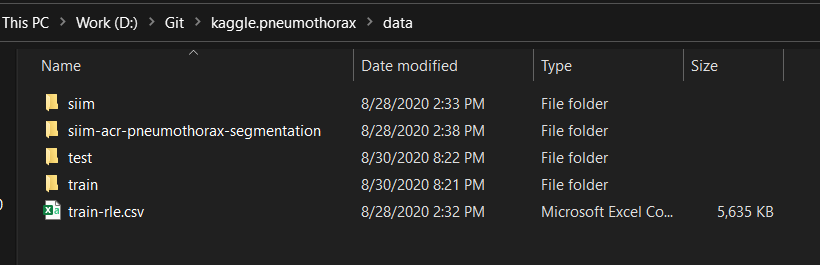 This PC > Work (D:) > Git > kaggle.pneumothorax > data
Name Date modified Type Size
siim 8/28/2020 2:33 PM File folder
siim-acr-pneumothorax-segmentation 8/28/2020 2:38 PM File folder
test 8/30/2020 8:22 PM File folder
train 8/30/2020 8:21 PM File folder
train-rle.csv 8/28/2020 2:32 PM Microsoft Excel Co... 5,635 KB